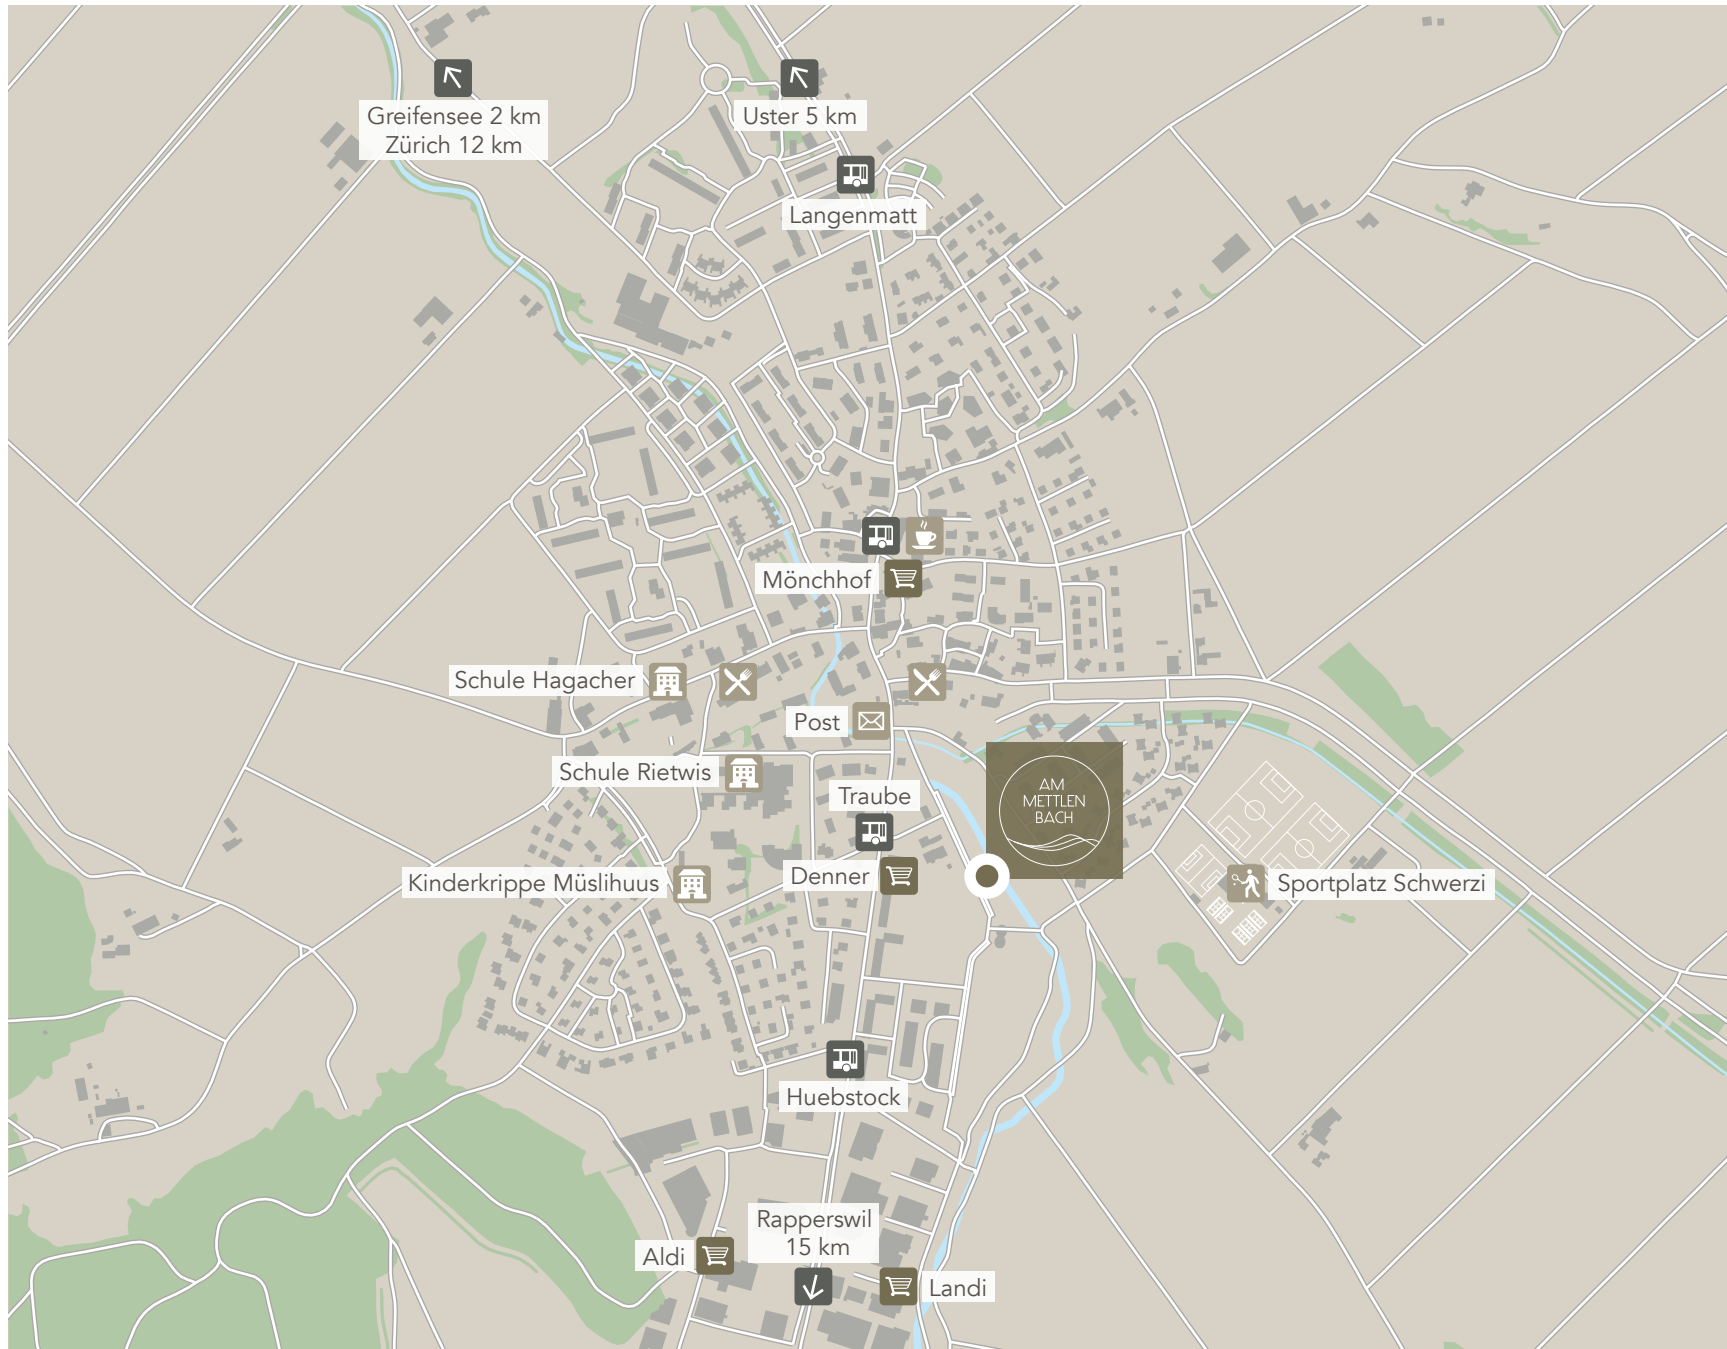 Greifensee 2 km
Zürich 12 km
Uster 5 km
Langenmatt
Mönchhof
Schule Hagacher
Post
Schule Rietwis
Traube
AM
METTLEN
BACH
Denner
Kinderkrippe Müslihuus
Sportplatz Schwerzi
Huebstock
Rapperswil
15 km
Aldi
Landi